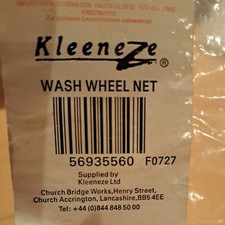 KleeneZe®
WASH WHEEL NET
56935560 F0727
Supplied by
Kleeneze Ltd
Church Bridge Works,Henry Street,
Church Accrington, Lancashire,BB5 4EE
Tel: +44 (0)844 848 50 00